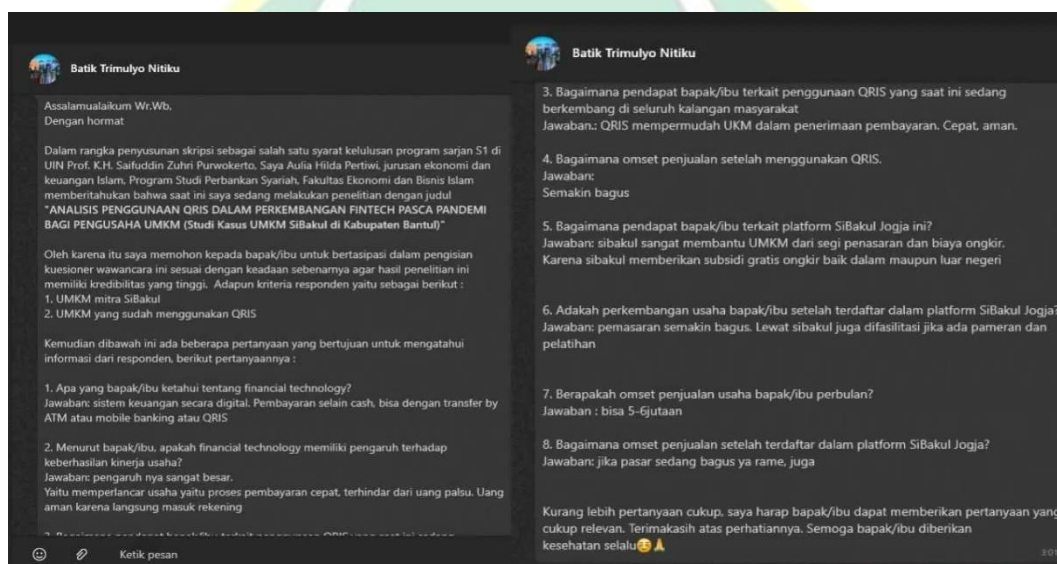 Batik Trimulyo Nitiku
Assalamualaikum Wr.Wb.
Dengan hormat
Dalam rangka penyusunan skripsi sebagai salah satu syarat kelulusan program sarjan S1 di
UIN Prof. K.H. Saifuddin Zuhri Purwokerto, Saya Aulia Hilda Pertiwi, jurusan ekonomi dan
keuangan Islam, Program Studi Perbankan Syariah, Fakultas Ekonomi dan Bisnis Islam
memberitahukan bahwa saat ini saya sedang melakukan penelitian dengan judul
"ANALISIS PENGGUNAAN QRIS DALAM PERKEMBANGAN FINTECH PASCA PANDEMI
BAGI PENGUSAHA UMKM (Studi Kasus UMKM SiBakul di Kabupaten Bantul)"
Oleh karena itu saya memohon kepada bapak/ibu untuk bertasipasi dalam pengisian
kuesioner wawancara ini sesuai dengan keadaan sebenarnya agar hasil penelitian ini
memiliki kredibilitas yang tinggi. Adapun kriteria responden yaitu sebagai berikut :
1. UMKM mitra SiBakul
2. UMKM yang sudah menggunakan QRIS
Kemudian dibawah ini ada beberapa pertanyaan yang bertujuan untuk mengatahui
informasi dari responden, berikut pertanyaannya :
1. Apa yang bapak/ibu ketahui tentang financial technology?
Jawaban: sistem keuangan secara digital. Pembayaran selain cash, bisa dengan transfer by
ATM atau mobile banking atau QRIS
2. Menurut bapak/ibu, apakah financial technology memiliki pengaruh terhadap
keberhasilan kinerja usaha?
Jawaban: pengaruh nya sangat besar.
Yaitu memperlancar usaha yaitu proses pembayaran cepat, terhindar dari uang palsu. Uang
aman karena langsung masuk rekening
Ketik pesan
Batik Trimulyo Nitiku
3. Bagaimana pendapat bapak/ibu terkait penggunaan QRIS yang saat ini sedang
berkembang di seluruh kalangan masyarakat
Jawaban.: QRIS mempermudah UKM dalam penerimaan pembayaran. Cepat, aman.
4. Bagaimana omset penjualan setelah menggunakan QRIS.
Jawaban:
Semakin bagus
5. Bagaimana pendapat bapak/ibu terkait platform SiBakul Jogja ini?
Jawaban: sibakul sangat membantu UMKM dari segi penasaran dan biaya ongkir.
Karena sibakul memberikan subsidi gratis ongkir baik dalam maupun luar negeri
6. Adakah perkembangan usaha bapak/ibu setelah terdaftar dalam platform SiBakul Jogja?
Jawaban: pemasaran semakin bagus. Lewat sibakul juga difasilitasi jika ada pameran dan
pelatihan
7. Berapakah omset penjualan usaha bapak/ibu perbulan?
Jawaban : bisa 5-6jutaan
8. Bagaimana omset penjualan setelah terdaftar dalam platform SiBakul Jogja?
Jawaban: jika pasar sedang bagus ya rame, juga
Kurang lebih pertanyaan cukup, saya harap bapak/ibu dapat memberikan pertanyaan yang
cukup relevan. Terimakasih atas perhatiannya. Semoga bapak/ibu diberikan
kesehatan selalu😊🙏